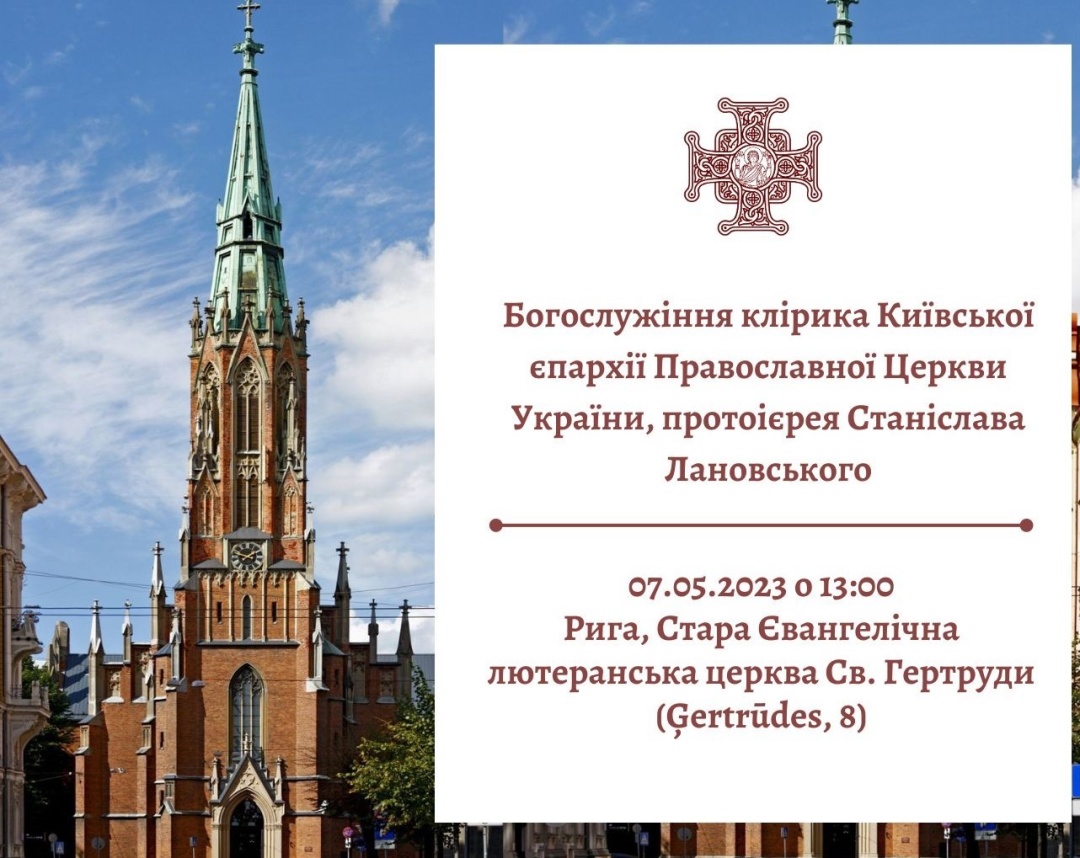 Богослужіння клірика Київської
єпархії Православної Церкви
України, протоієрея Станіслава
Лановського
07.05.2023 о 13:00
Рига, Стара Євангелічна
лютеранська церква Св. Гертруди
(Ģertrūdes, 8)